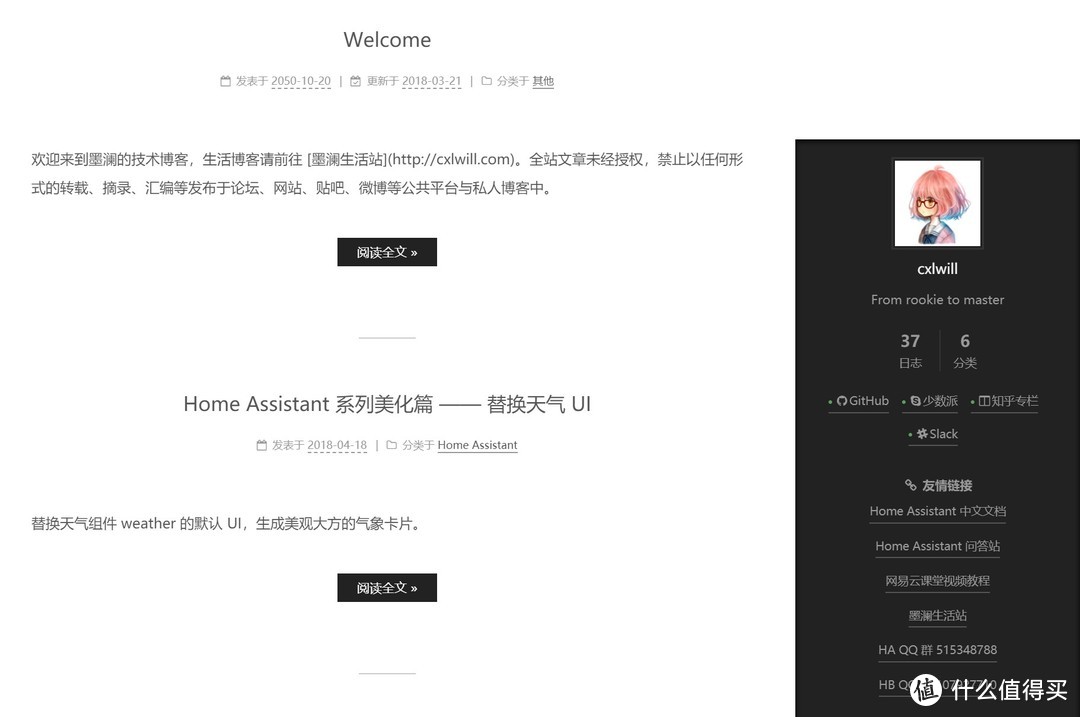 Welcome
发表于 2050-10-20 | 更新于 2018-03-21 | 分类于 其他
欢迎来到墨澜的技术博客，生活博客请前往 [墨澜生活站](http://cxlwill.com)。全站文章未经授权，禁止以任何形
式的转载、摘录、汇编等发布于论坛、网站、贴吧、微博等公共平台与私人博客中。
阅读全文 »
Home Assistant 系列美化篇 —— 替换天气 UI
发表于 2018-04-18 | 分类于 Home Assistant
替换天气组件 weather 的默认 UI，生成美观大方的气象卡片。
阅读全文 »
cxlwill
From rookie to master
37 6
日志 分类
GitHub 少数派 知乎专栏
Slack
友情链接
Home Assistant 中文文档
Home Assistant 问答站
网易云课堂视频教程
墨澜生活站
HA QQ 群 515348788
HB
值 什么值得买